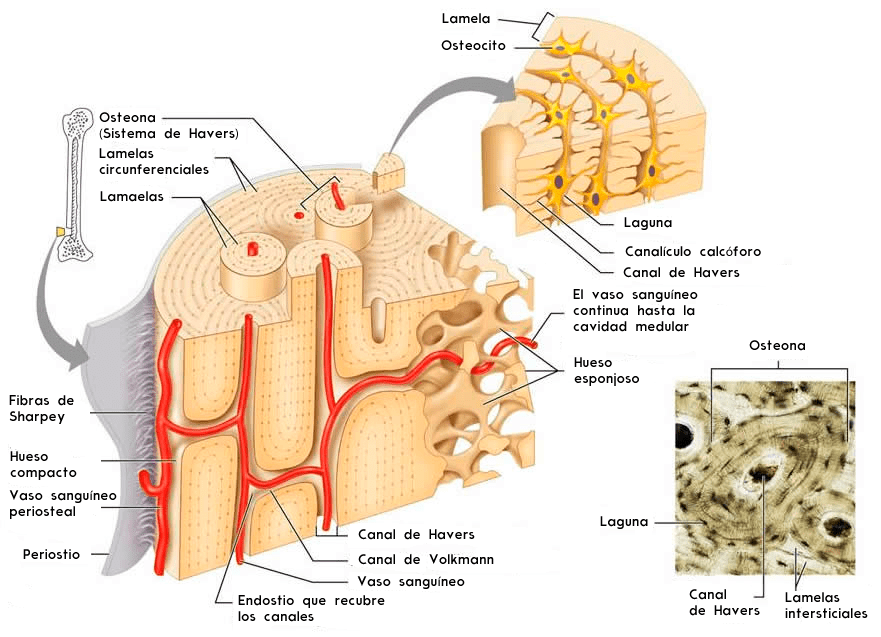 Lamela
Osteocito
Osteona
(Sistema de Havers)
Lamelas
circunferenciales
Lamaelas
Laguna
Canalículo calcóforo
Canal de Havers
El vaso sanguíneo
continua hasta la
cavidad medular
Hueso
esponjoso
Osteona
Fibras de
Sharpey
Hueso
compacto
Vaso sanguíneo
periosteal
Periostio
Canal de Havers
Canal de Volkmann
Vaso sanguíneo
Endostio que recubre
los canales
Laguna
Canal
de Havers
Lamelas
intersticiales